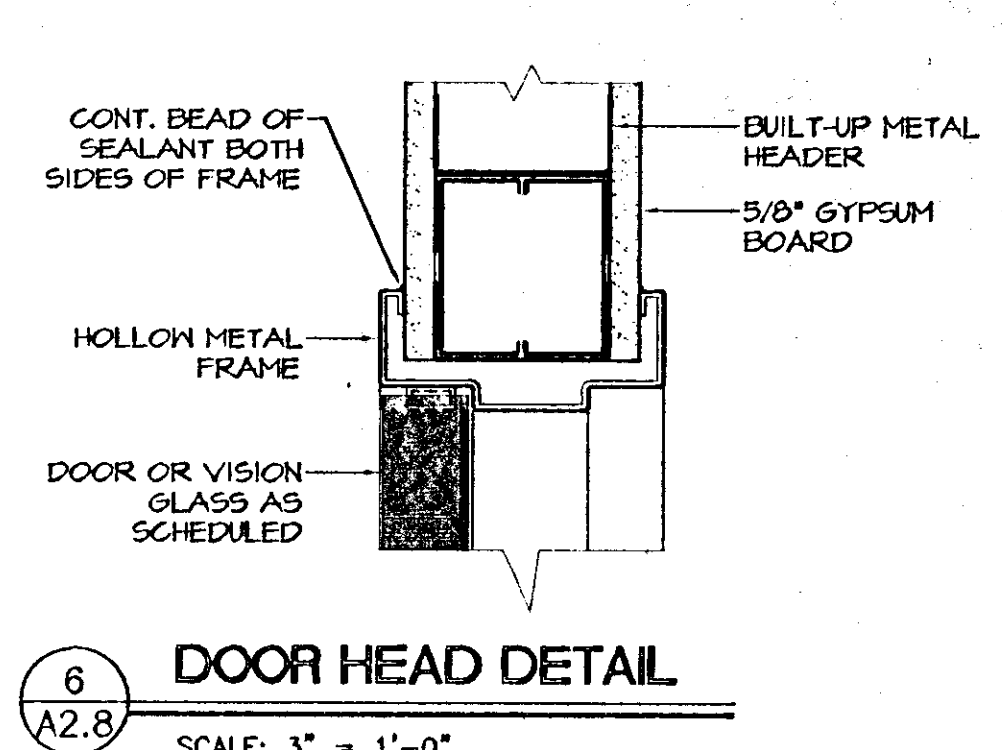 CONT. BEAD OF
SEALANT BOTH
SIDES OF FRAME
BUILT-UP METAL
HEADER
5/8" GYPSUM
BOARD
HOLLOW METAL
FRAME
DOOR OR VISION
GLASS AS
SCHEDULED
6
A2.8
DOOR HEAD DETAIL
SCALE: 3" = 1'-0"